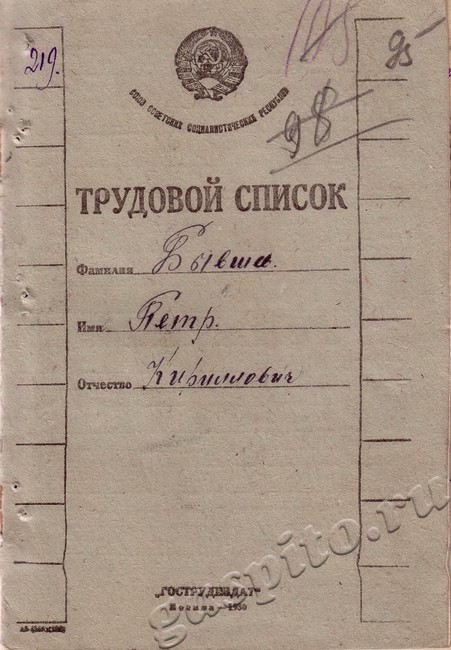 219.
105
95
98
СОЮЗ СОВЕТСКИХ СОЦИАЛИСТИЧЕСКИХ РЕСПУБЛИК
ТРУДОВОЙ СПИСОК
Фамилия Бывша.
Имя Петр.
Отчество Кириллович
„ГОСТРУДИЗДАТ"
Москва — 1930
gaspito.ru